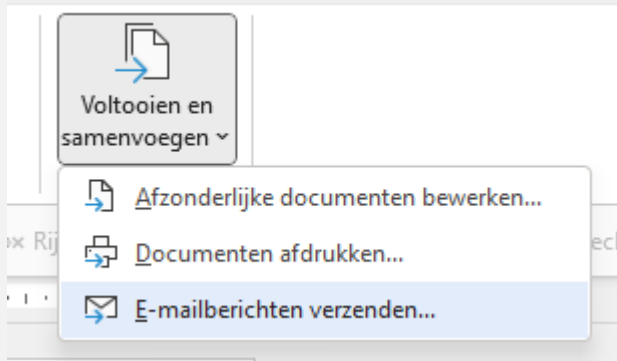 Voltooien en
samenvoegen
Afzonderlijke documenten bewerken...
Documenten afdrukken...
E-mailberichten verzenden...